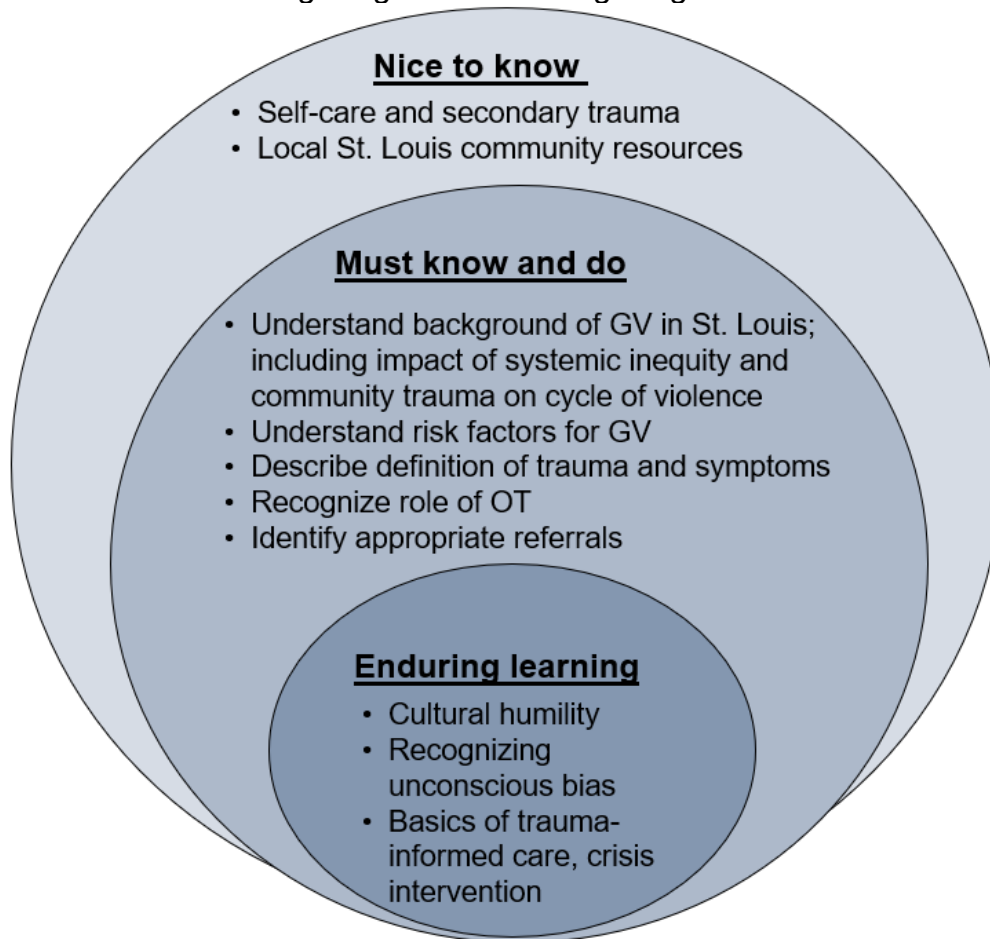 Nice to know
• Self-care and secondary trauma
• Local St. Louis community resources
Must know and do
• Understand background of GV in St. Louis;
including impact of systemic inequity and
community trauma on cycle of violence
• Understand risk factors for GV
• Describe definition of trauma and symptoms
• Recognize role of OT
• Identify appropriate referrals
Enduring learning
• Cultural humility
• Recognizing
unconscious bias
• Basics of trauma-
informed care, crisis
intervention